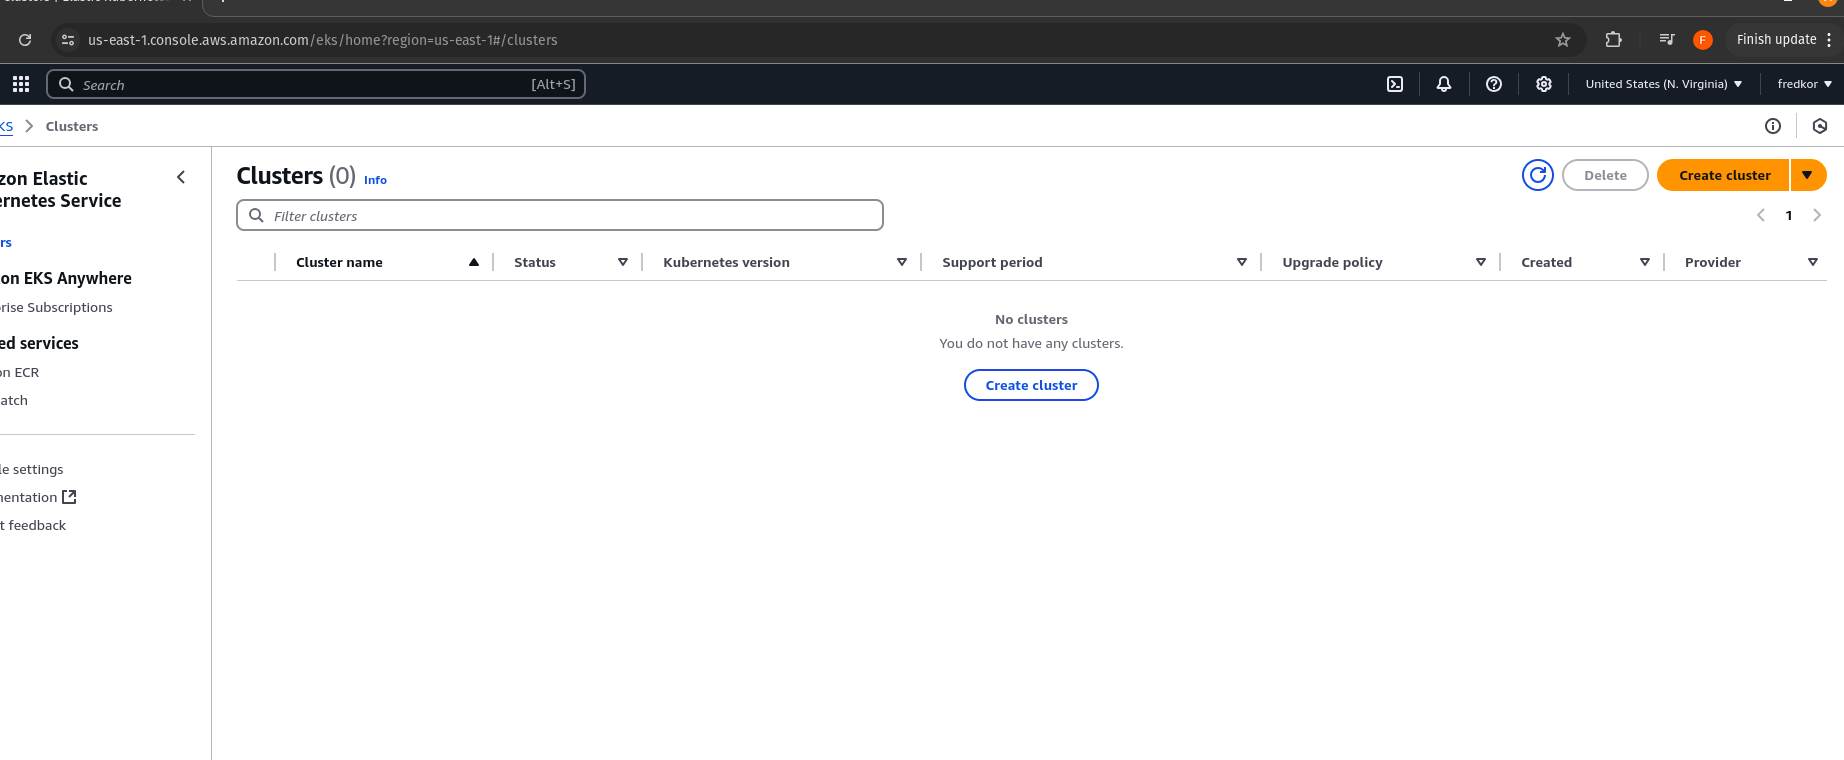 us-east-1.console.aws.amazon.com/eks/home?region=us-east-1#/clusters
F
Finish update
Search
[Alt+S]
United States (N. Virginia)
fredkor
KS
Clusters
zon Elastic
ernetes Service
rs
on EKS Anywhere
rise Subscriptions
ed services
on ECR
atch
le settings
mentation
t feedback
Clusters (0) Info
Delete
Create cluster
Filter clusters
1
Cluster name
Status
Kubernetes version
Support period
Upgrade policy
Created
Provider
No clusters
You do not have any clusters.
Create cluster